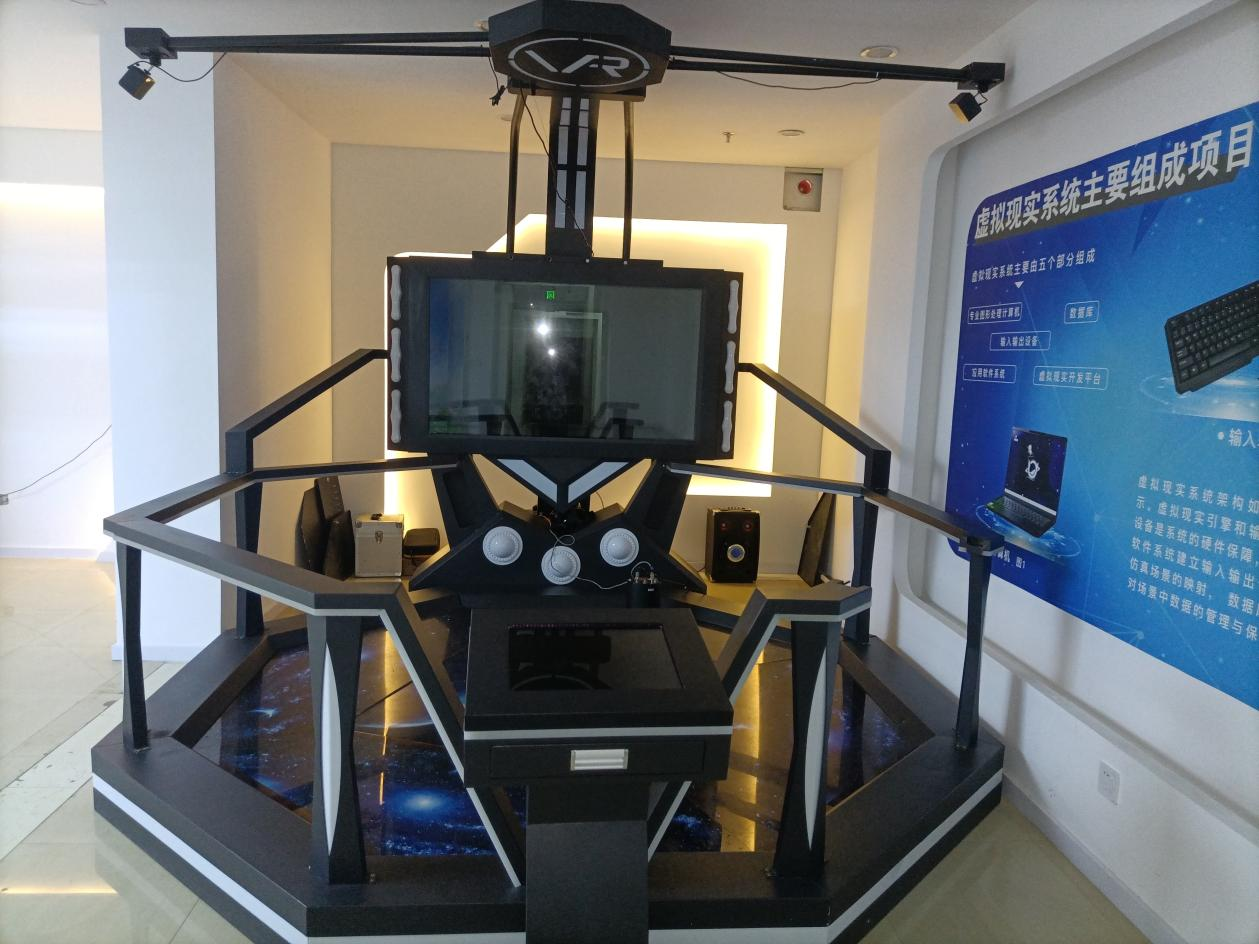 VR
虚拟现实系统主要组成项目
虚拟现实系统主要由五个部分组成
专业图形处理计算机
数据库
输入输出设备
应用软件系统
虚拟现实开发平台
输入
虚拟现实系统架构如
示，虚拟现实引擎和输
设备是系统的硬件保障
软件系统建立输入输出
仿真场景的映射，数据
对场景中数据的管理与保
机 图1